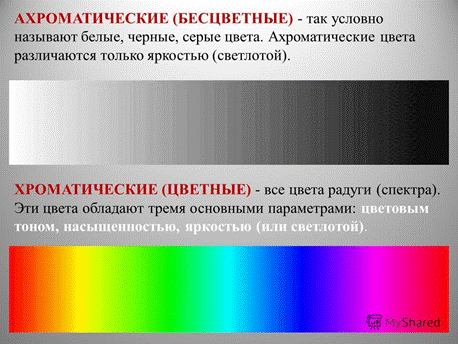 АХРОМАТИЧЕСКИЕ (БЕСЦВЕТНЫЕ) - так условно
называют белые, черные, серые цвета. Ахроматические цвета
различаются только яркостью (светлотой).
ХРОМАТИЧЕСКИЕ (ЦВЕТНЫЕ) - все цвета радуги (спектра).
Эти цвета обладают тремя основными параметрами: цветовым
тоном, насыщенностью, яркостью (или светлотой).
MyShared